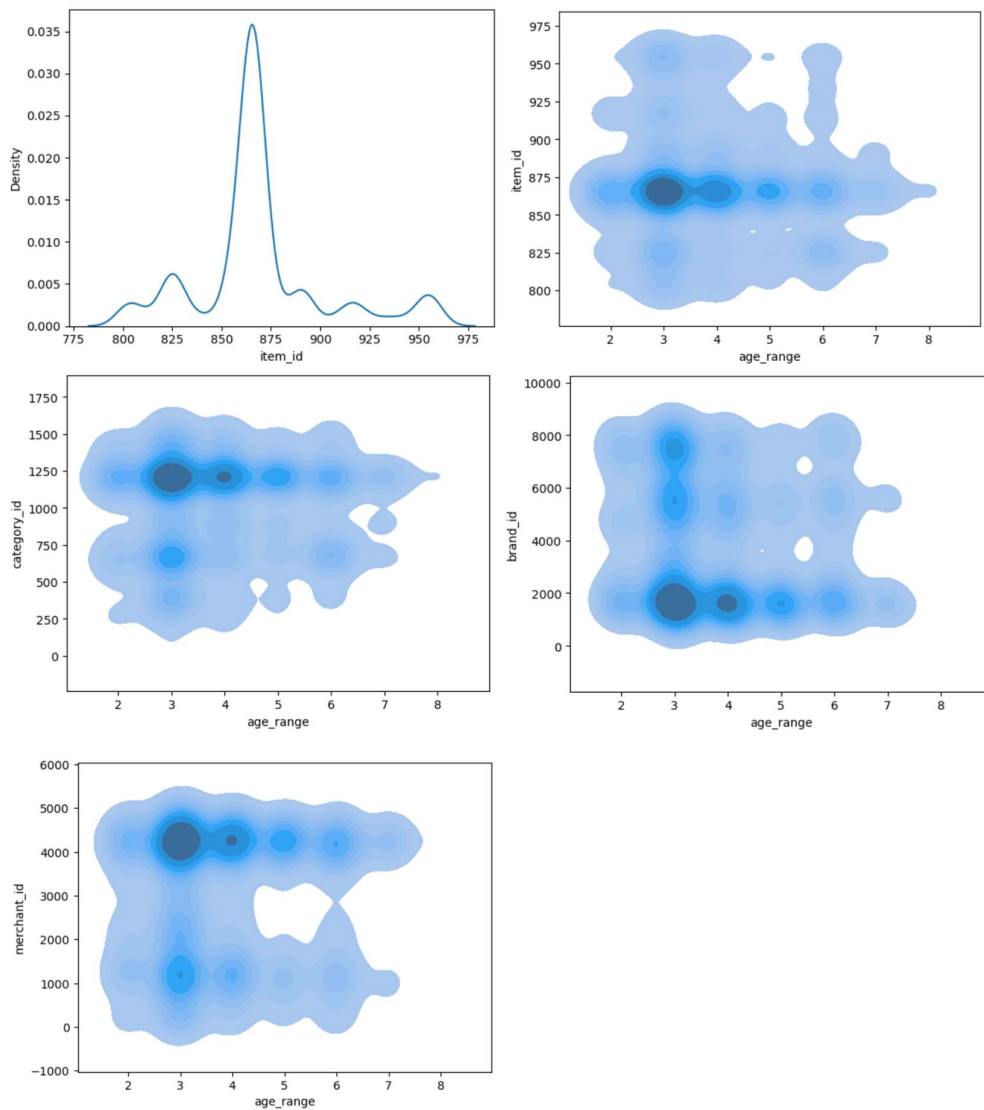 0.035
0.030
0.025
0.020
0.015
0.010
0.005
0.000
Density
775 800 825 850 875 900 925 950 975
item_id
975
950
925
900
875
850
825
800
item_id
2 3 4 5 6 7 8
age_range
1750
1500
1250
1000
750
500
250
0
category_id
2 3 4 5 6 7 8
age_range
10000
8000
6000
4000
2000
0
brand_id
2 3 4 5 6 7 8
age_range
6000
5000
4000
3000
2000
1000
0
−1000
merchant_id
2 3 4 5 6 7 8
age_range